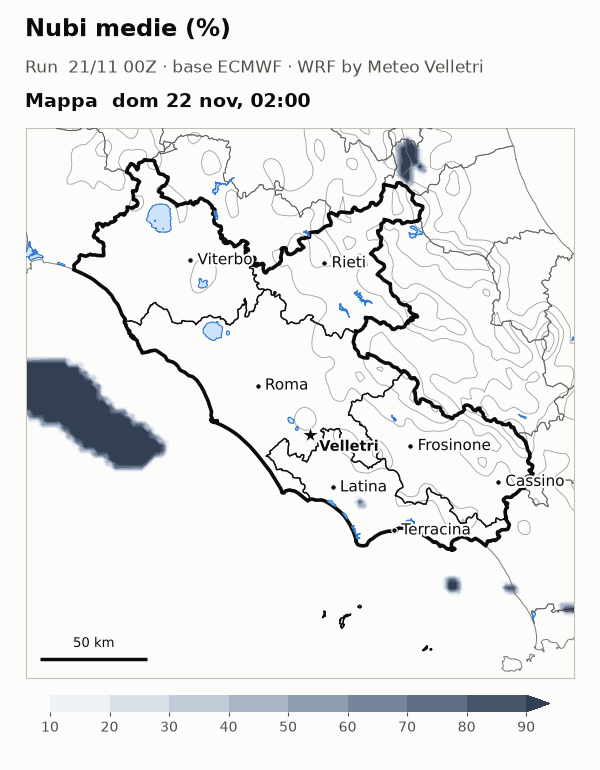 Nubi medie (%)
Run  21/11 00Z · base ECMWF · WRF by Meteo Velletri
Mappa  dom 22 nov, 02:00
Viterbo
Rieti
Roma
Velletri
Frosinone
Latina
Cassino
Terracina
50 km
10 20 30 40 50 60 70 80 90